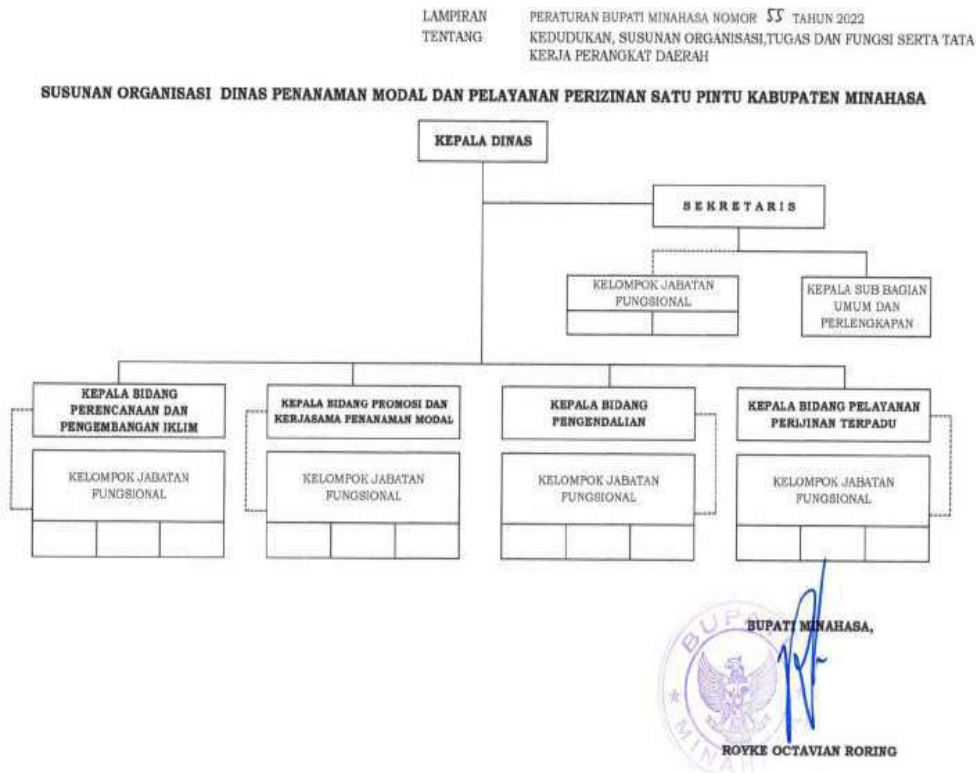 LAMPIRAN PERATURAN BUPATI MINAHASA NOMOR 55 TAHUN 2022
TENTANG KEDUDUKAN, SUSUNAN ORGANISASI,TUGAS DAN FUNGSI SERTA TATA
KERJA PERANGKAT DAERAH
SUSUNAN ORGANISASI DINAS PENANAMAN MODAL DAN PELAYANAN PERIZINAN SATU PINTU KABUPATEN MINAHASA
KEPALA DINAS
SEKRETARIS
KELOMPOK JABATAN
FUNGSIONAL
KEPALA SUB BAGIAN
UMUM DAN
PERLENGKAPAN
KEPALA BIDANG
PERENCANAAN DAN
PENGEMBANGAN IKLIM
KEPALA BIDANG PROMOSI DAN
KERJASAMA PENANAMAN MODAL
KEPALA BIDANG
PENGENDALIAN
KEPALA BIDANG PELAYANAN
PERIJINAN TERPADU
KELOMPOK JABATAN
FUNGSIONAL
KELOMPOK JABATAN
FUNGSIONAL
KELOMPOK JABATAN
FUNGSIONAL
KELOMPOK JABATAN
FUNGSIONAL
BUPATI MINAHASA,
ROYKE OCTAVIAN RORING